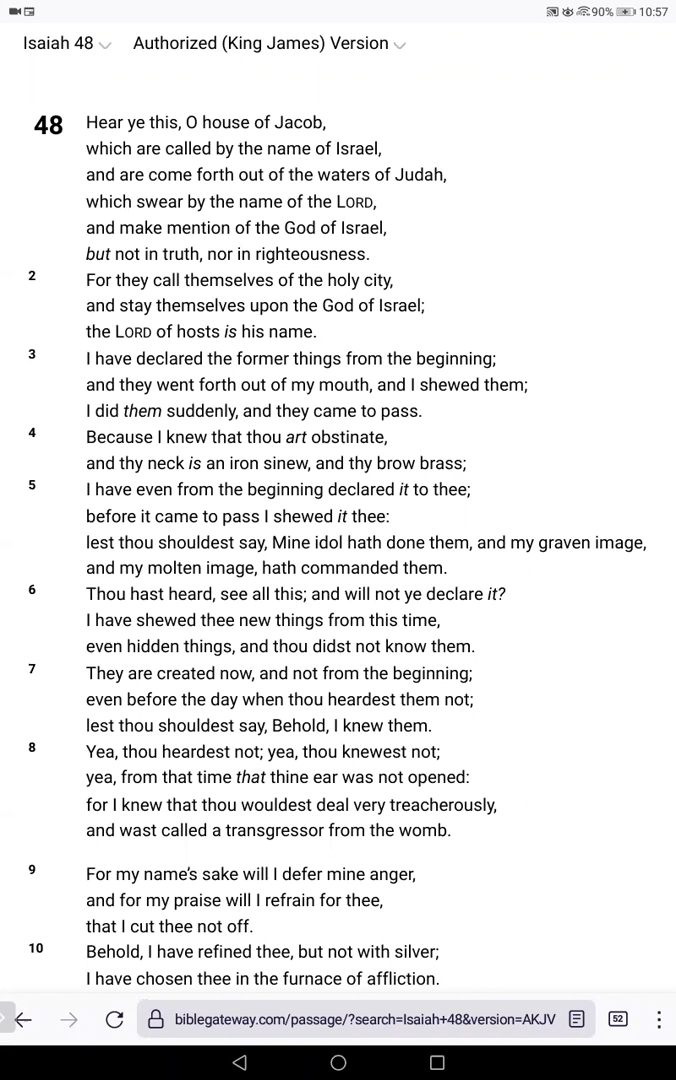 90% 10:57
Isaiah 48 Authorized (King James) Version
48 Hear ye this, O house of Jacob,
which are called by the name of Israel,
and are come forth out of the waters of Judah,
which swear by the name of the LORD,
and make mention of the God of Israel,
but not in truth, nor in righteousness.
2 For they call themselves of the holy city,
and stay themselves upon the God of Israel;
the LORD of hosts is his name.
3 I have declared the former things from the beginning;
and they went forth out of my mouth, and I shewed them;
I did them suddenly, and they came to pass.
4 Because I knew that thou art obstinate,
and thy neck is an iron sinew, and thy brow brass;
5 I have even from the beginning declared it to thee;
before it came to pass I shewed it thee:
lest thou shouldest say, Mine idol hath done them, and my graven image,
and my molten image, hath commanded them.
6 Thou hast heard, see all this; and will not ye declare it?
I have shewed thee new things from this time,
even hidden things, and thou didst not know them.
7 They are created now, and not from the beginning;
even before the day when thou heardest them not;
lest thou shouldest say, Behold, I knew them.
8 Yea, thou heardest not; yea, thou knewest not;
yea, from that time that thine ear was not opened:
for I knew that thou wouldest deal very treacherously,
and wast called a transgressor from the womb.
9 For my name's sake will I defer mine anger,
and for my praise will I refrain for thee,
that I cut thee not off.
10 Behold, I have refined thee, but not with silver;
I have chosen thee in the furnace of affliction.
biblegateway.com/passage/?search=Isaiah+48&version=AKJV 52